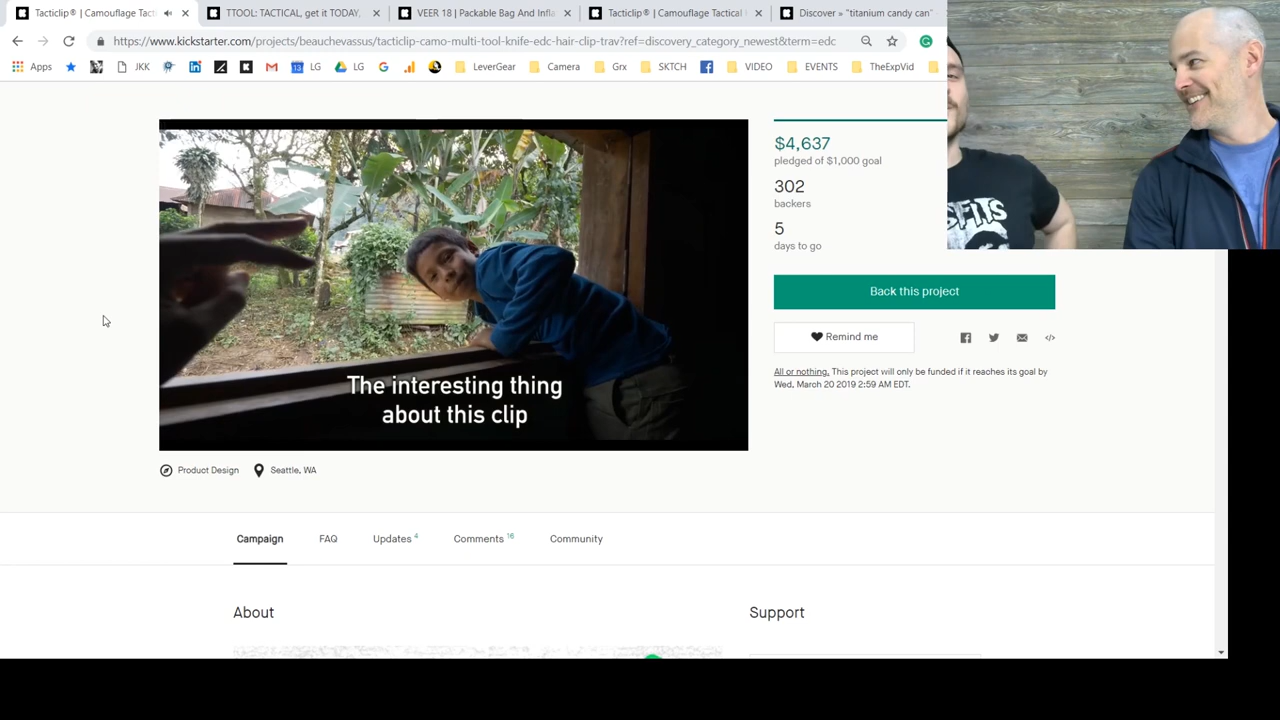 Tacticlip® | Camouflage Tact
TTOOL: TACTICAL, get it TODAY,
VEER 18 | Packable Bag And Infla
Tacticlip® | Camouflage Tactical
Discover » "titanium candy can"
https://www.kickstarter.com/projects/beauchevassus/tacticlip-camo-multi-tool-knife-edc-hair-clip-trav?ref=discovery_category_newest&term=edc
Apps
JKK
13
LG
LG
LeverGear
Camera
Grx
SKTCH
VIDEO
EVENTS
TheExpVid
SFITS
The interesting thing
about this clip
$4,637
pledged of $1,000 goal
302
backers
5
days to go
Back this project
Remind me
All or nothing. This project will only be funded if it reaches its goal by
Wed, March 20 2019 2:59 AM EDT.
Product Design
Seattle, WA
Campaign
FAQ
Updates 4
Comments 16
Community
About
Support